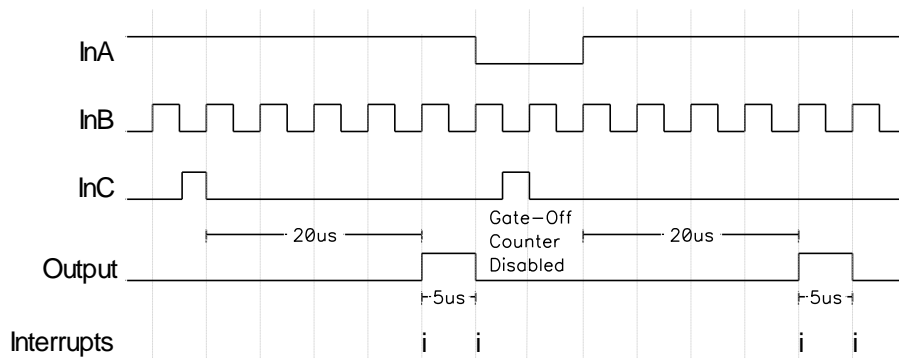 InA
InB
InC
Gate-Off
20us
Counter
20us
Output
Disabled
5us
5us
Interrupts
i i i i